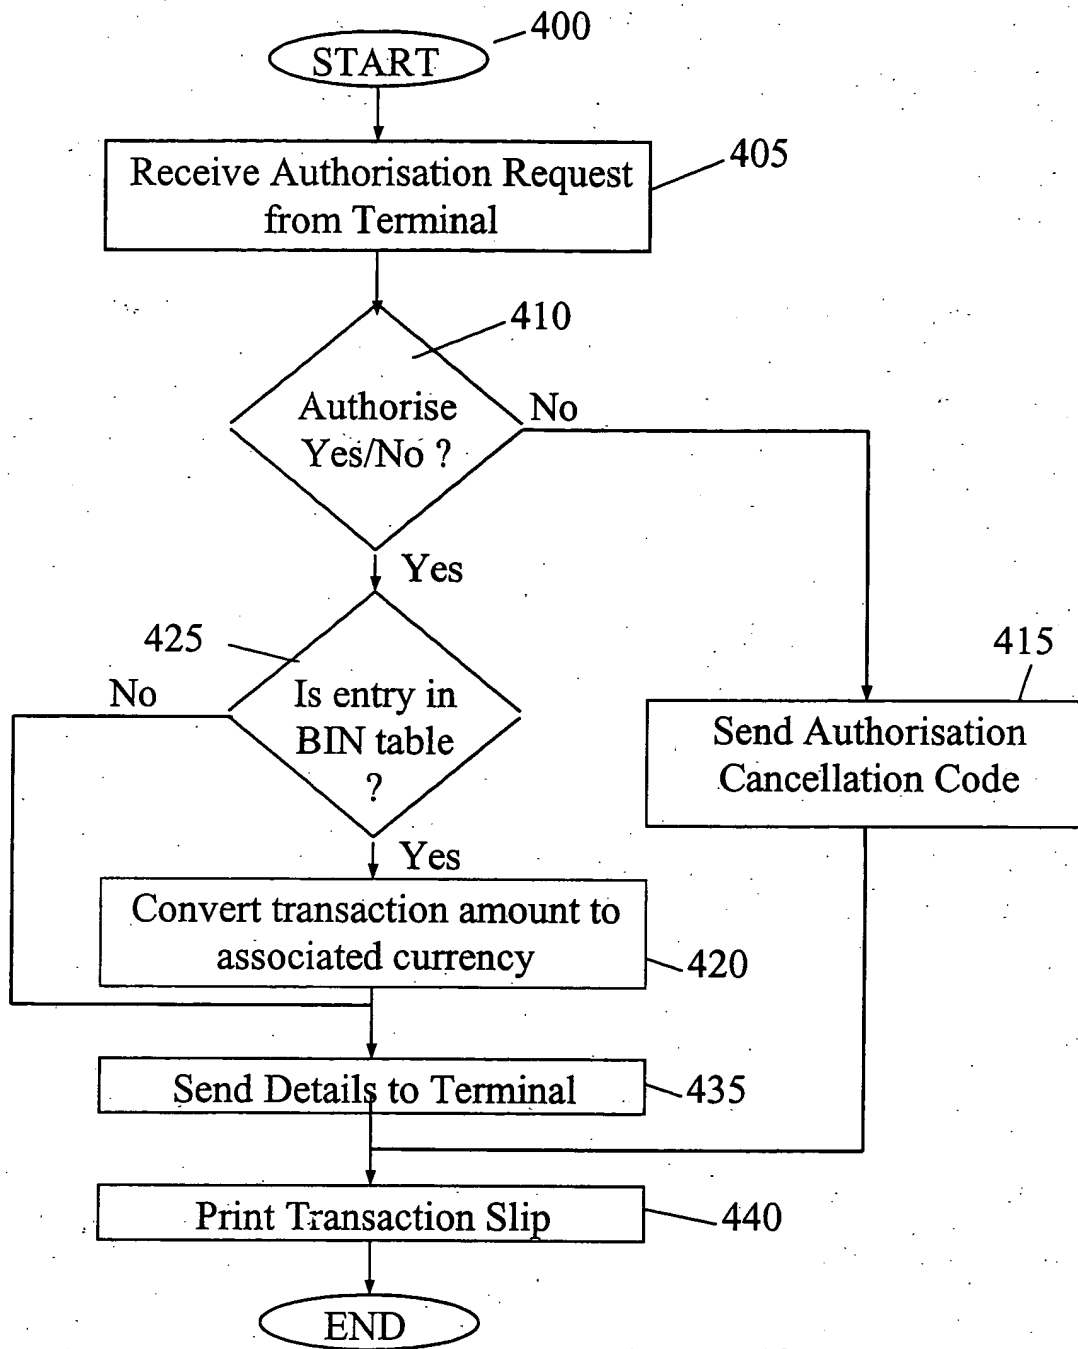 400
START
405
Receive Authorisation Request
from Terminal
410
Authorise
Yes/No ?
No
Yes
425
No
Is entry in
BIN table
?
415
Send Authorisation
Cancellation Code
Yes
Convert transaction amount to
associated currency
420
Send Details to Terminal
435
Print Transaction Slip
440
END